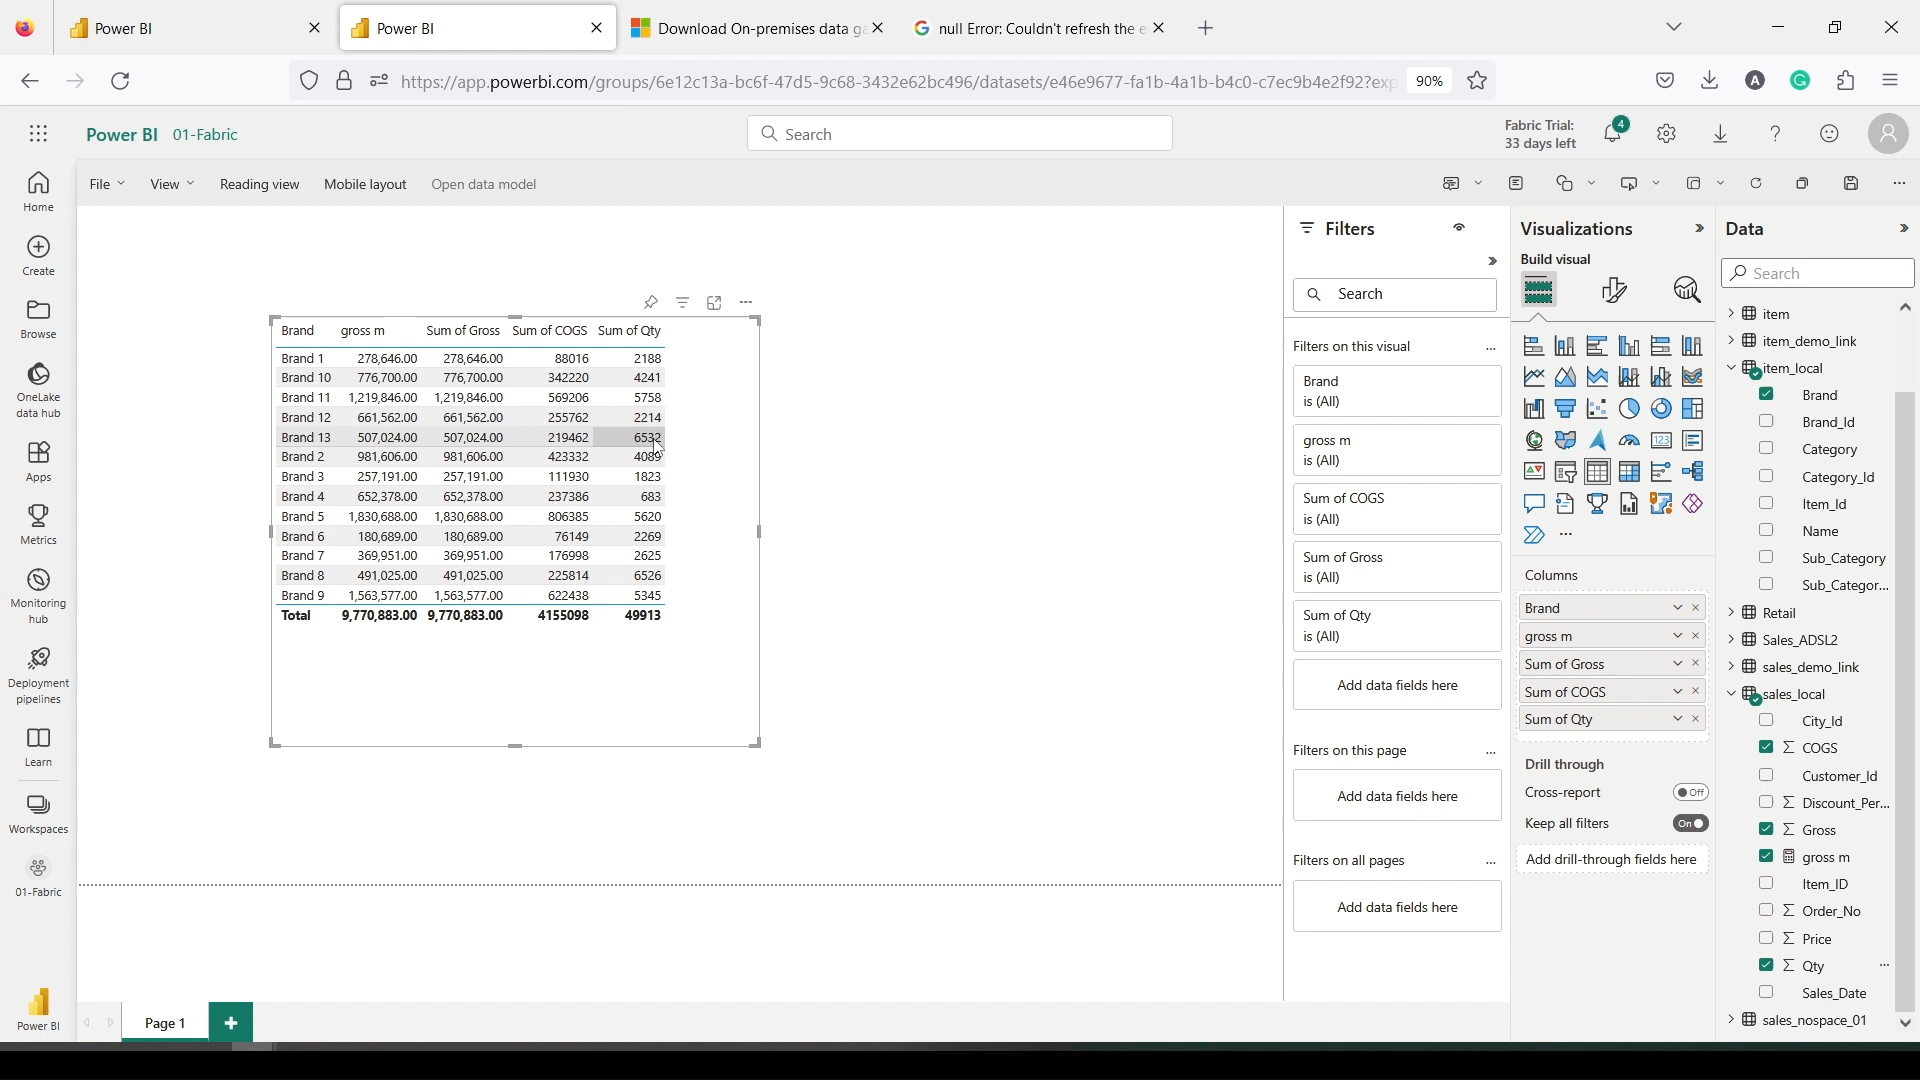 Power BI
Power BI
Download On-premises data ga
null Error: Couldn't refresh the e
https://app.powerbi.com/groups/6e12c13a-bc6f-47d5-9c68-3432e62bc496/datasets/e46e9677-fa1b-4a1b-b4c0-c7ec9b4e2f92?exp
90%
A
Power BI 01-Fabric
Search
Fabric Trial:
33 days left
4
File View Reading view Mobile layout Open data model
Home
Create
Browse
OneLake
data hub
Apps
Metrics
Monitoring
hub
Deployment
pipelines
Learn
Workspaces
01-Fabric
Power BI
Brand gross m Sum of Gross Sum of COGS Sum of Qty
Brand 1 278,646.00 278,646.00 88016 2188
Brand 10 776,700.00 776,700.00 342220 4241
Brand 11 1,219,846.00 1,219,846.00 569206 5758
Brand 12 661,562.00 661,562.00 255762 2214
Brand 13 507,024.00 507,024.00 219462 6532
Brand 2 981,606.00 981,606.00 423332 4089
Brand 3 257,191.00 257,191.00 111930 1823
Brand 4 652,378.00 652,378.00 237386 683
Brand 5 1,830,688.00 1,830,688.00 806385 5620
Brand 6 180,689.00 180,689.00 76149 2269
Brand 7 369,951.00 369,951.00 176998 2625
Brand 8 491,025.00 491,025.00 225814 6526
Brand 9 1,563,577.00 1,563,577.00 622438 5345
Total 9,770,883.00 9,770,883.00 4155098 49913
Page 1
Filters
Search
Filters on this visual
Brand
is (All)
gross m
is (All)
Sum of COGS
is (All)
Sum of Gross
is (All)
Sum of Qty
is (All)
Add data fields here
Filters on this page
Add data fields here
Filters on all pages
Add data fields here
Visualizations
Build visual
123
Columns
Brand
gross m
Sum of Gross
Sum of COGS
Sum of Qty
Drill through
Cross-report Off
Keep all filters On
Add drill-through fields here
Data
Search
item
item_demo_link
item_local
Brand
Brand_Id
Category
Category_Id
Item_Id
Name
Sub_Category
Sub_Categor...
Retail
Sales_ADSL2
sales_demo_link
sales_local
City_Id
COGS
Customer_Id
Discount_Per...
Gross
gross m
Item_ID
Order_No
Price
Qty
Sales_Date
sales_nospace_01